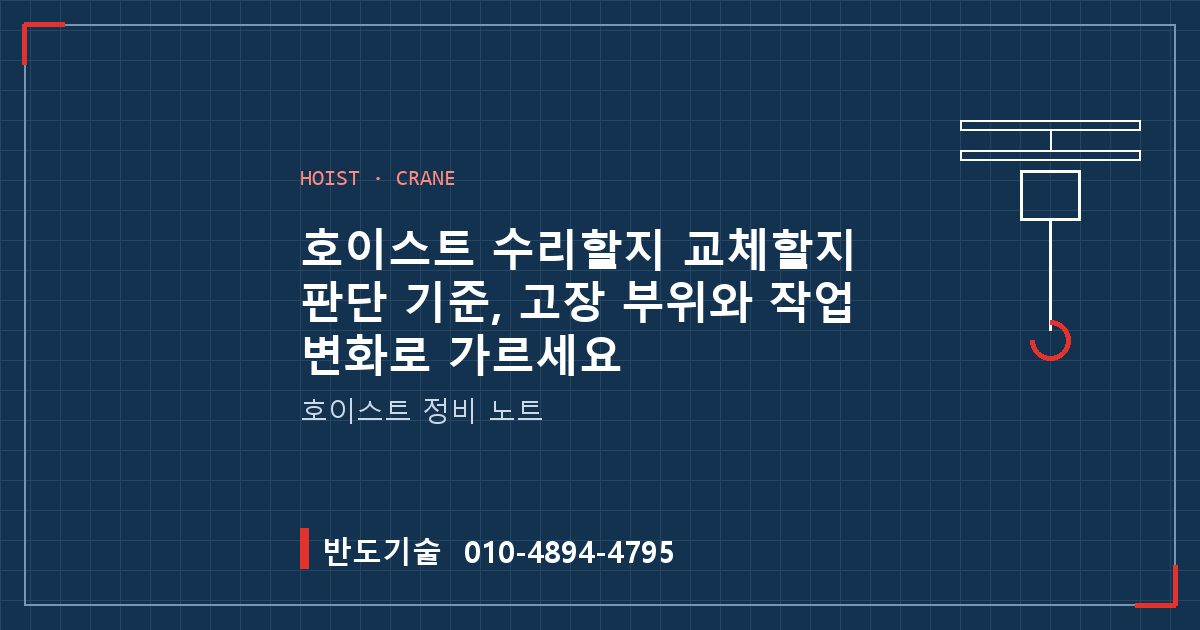 HOIST · CRANE
호이스트 수리할지 교체할지
판단 기준, 고장 부위와 작업
변화로 가르세요
호이스트 정비 노트
반도기술 010-4894-4795